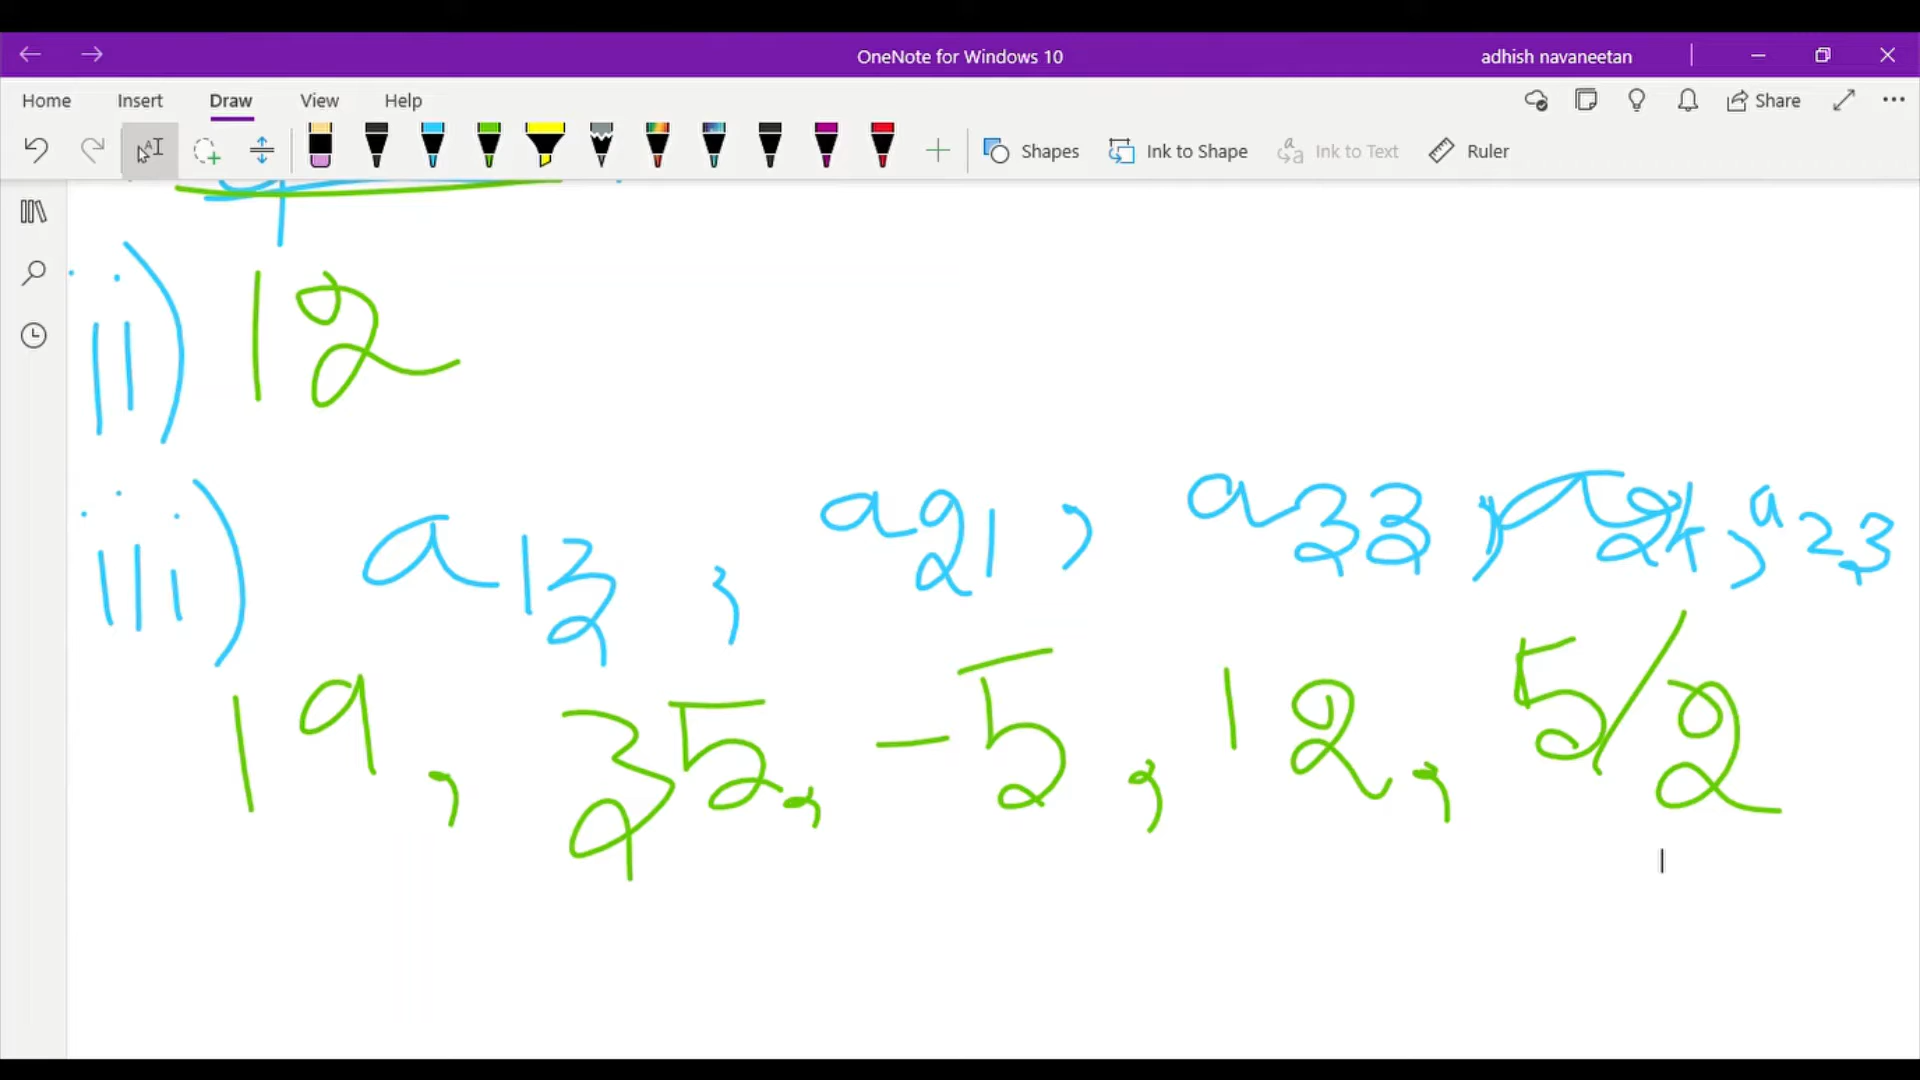 OneNote for Windows 10 adhish navaneetan
Home Insert Draw View Help Share
Shapes Ink to Shape Ink to Text Ruler
ii) 12
iii) a13, a21, a33, a24, a23
19, 35, -5, 12, 5/2